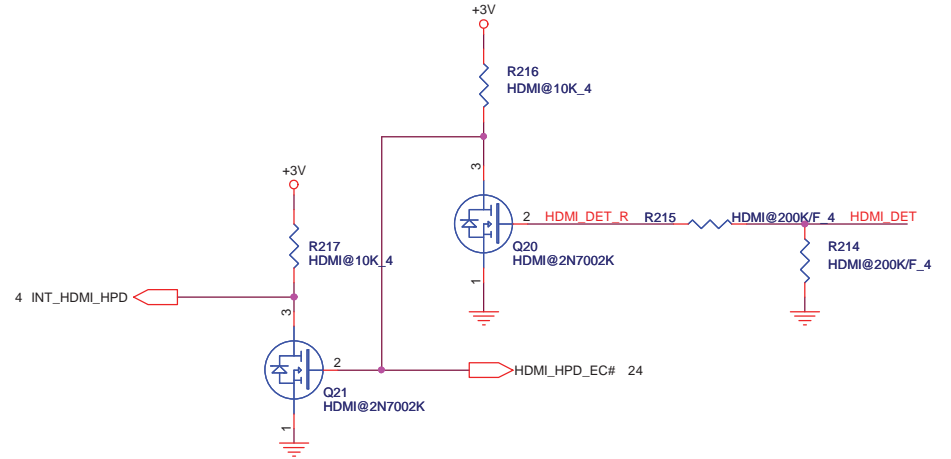 +3V
R216
HDMI@10K_4
3
+3V
2 HDMI_DET_R R215 HDMI@200K/F_4 HDMI_DET
R217
HDMI@10K_4
Q20
HDMI@2N7002K
R214
HDMI@200K/F_4
1
4 INT_HDMI_HPD
3
2
HDMI_HPD_EC# 24
Q21
HDMI@2N7002K
1